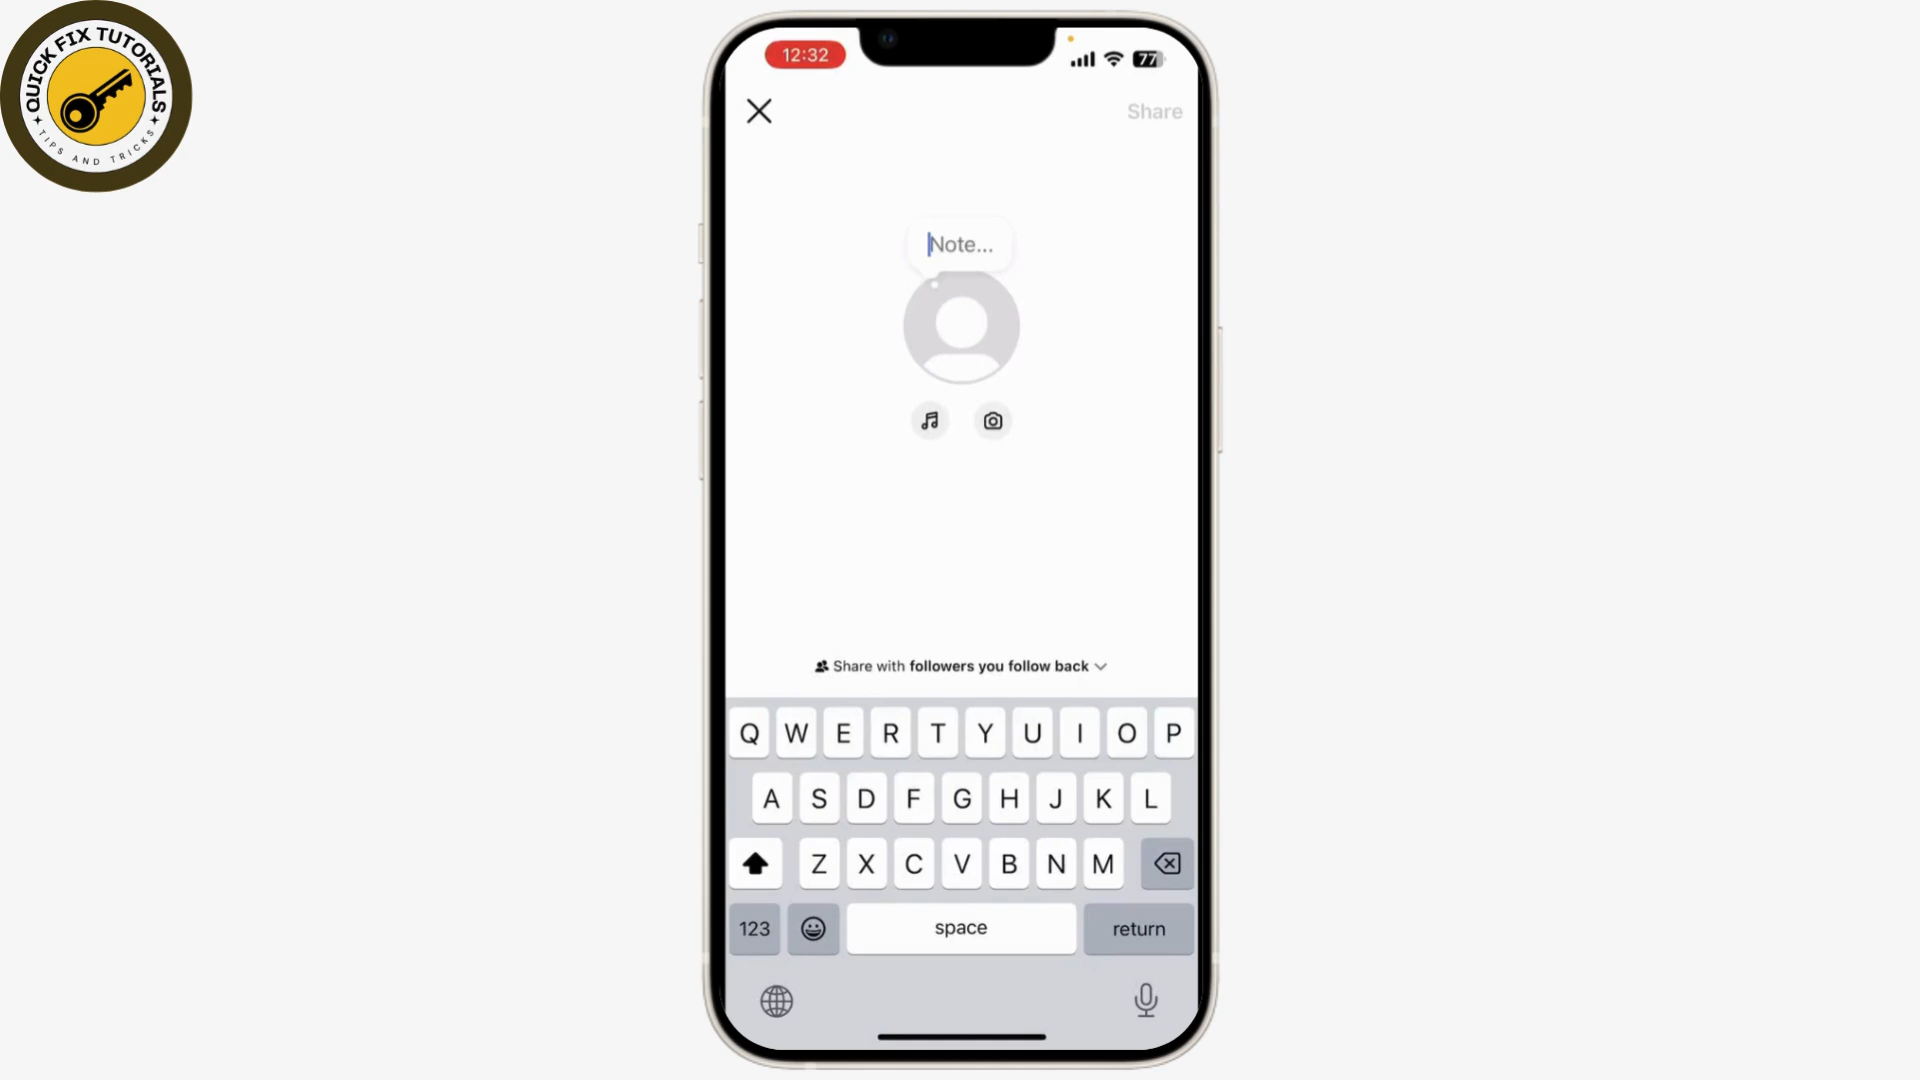 QUICK FIX TUTORIALS
TIPS AND TRICKS
12:32
77
Share
Note...
Share with followers you follow back
Q W E R T Y U I O P
A S D F G H J K L
Z X C V B N M
123 space return